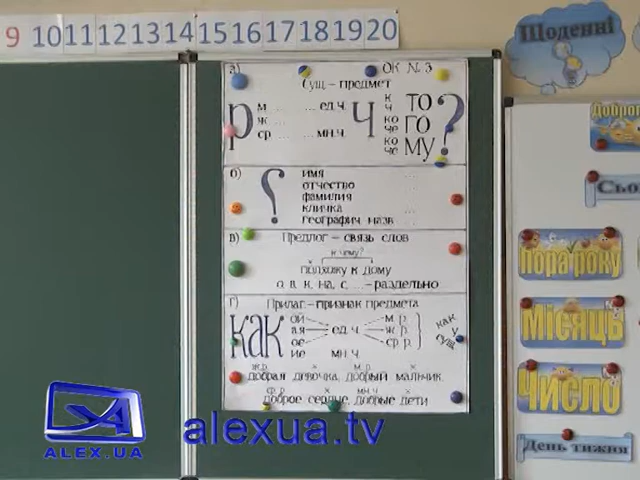 9 10 11 12 13 14 15 16 17 18 19 20
Щоденні
а) ОК № 3
Сущ. – предмет
р м ... ... ед.ч. ч к ч то ?
ж ... ко че го
ср ... ... мн.ч. ко че му
б) ? имя ...
отчество ...
фамилия
кличка ...
географич. назв.
в) Предлог – связь слов
к чему?
подхожу к дому
о, в, к, на, с, ... – раздельно
г) Прилаг. – признак предмета
как ой м.р. как
ая ед.ч. ж.р. у
ое ср.р. сущ.
ие мн.ч.
ж.р. м.р.
добрая девочка, добрый мальчик,
ср.р. мн.ч.
доброе сердце, добрые дети
Пора року
Місяць
Число
День тижня
ALEX.UA
alexua.tv